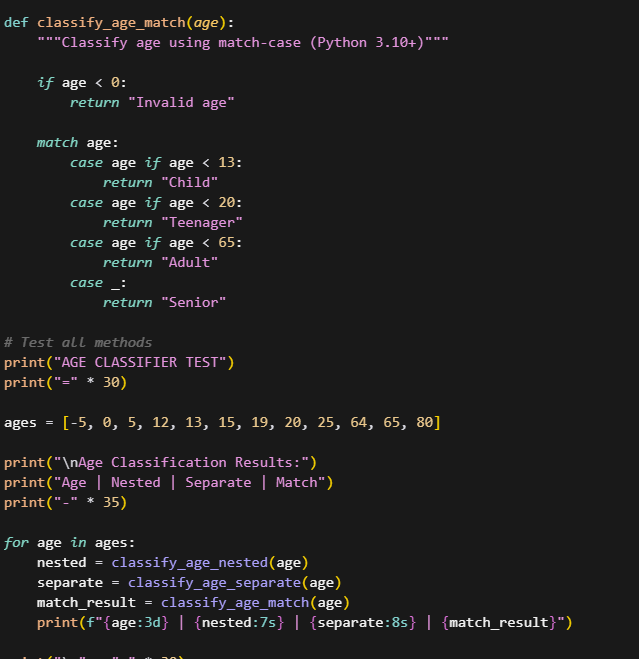 def classify_age_match(age):
    """Classify age using match-case (Python 3.10+)"""
    if age < 0:
        return "Invalid age"
    match age:
        case age if age < 13:
            return "Child"
        case age if age < 20:
            return "Teenager"
        case age if age < 65:
            return "Adult"
        case _:
            return "Senior"
# Test all methods
print("AGE CLASSIFIER TEST")
print("=" * 30)
ages = [-5, 0, 5, 12, 13, 15, 19, 20, 25, 64, 65, 80]
print("\nAge Classification Results:")
print("Age | Nested | Separate | Match")
print("-" * 35)
for age in ages:
    nested = classify_age_nested(age)
    separate = classify_age_separate(age)
    match_result = classify_age_match(age)
    print(f"{age:3d} | {nested:7s} | {separate:8s} | {match_result}")